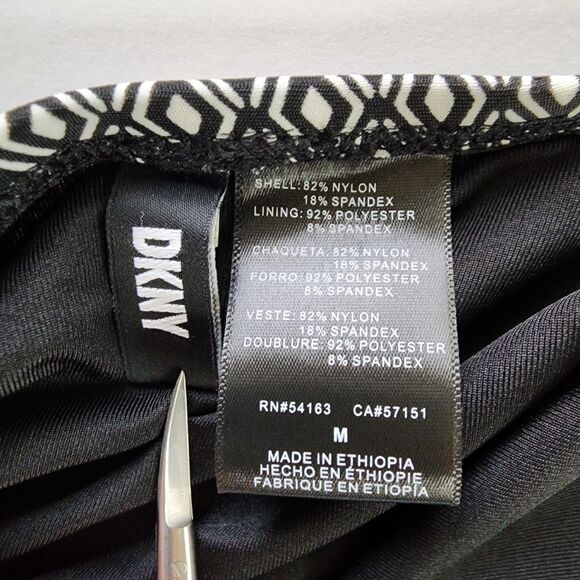 DKNY
SHELL: 82% NYLON
18% SPANDEX
LINING: 92% POLYESTER
8% SPANDEX
CHAQUETA: 82% NYLON
18% SPANDEX
FORRO: 92% POLYESTER
8% SPANDEX
VESTE: 82% NYLON
18% SPANDEX
DOUBLURE: 92% POLYESTER
8% SPANDEX
RN#54163 CA#57151
M
MADE IN ETHIOPIA
HECHO EN ETHIOPIE
FABRIQUE EN ETIOPIA